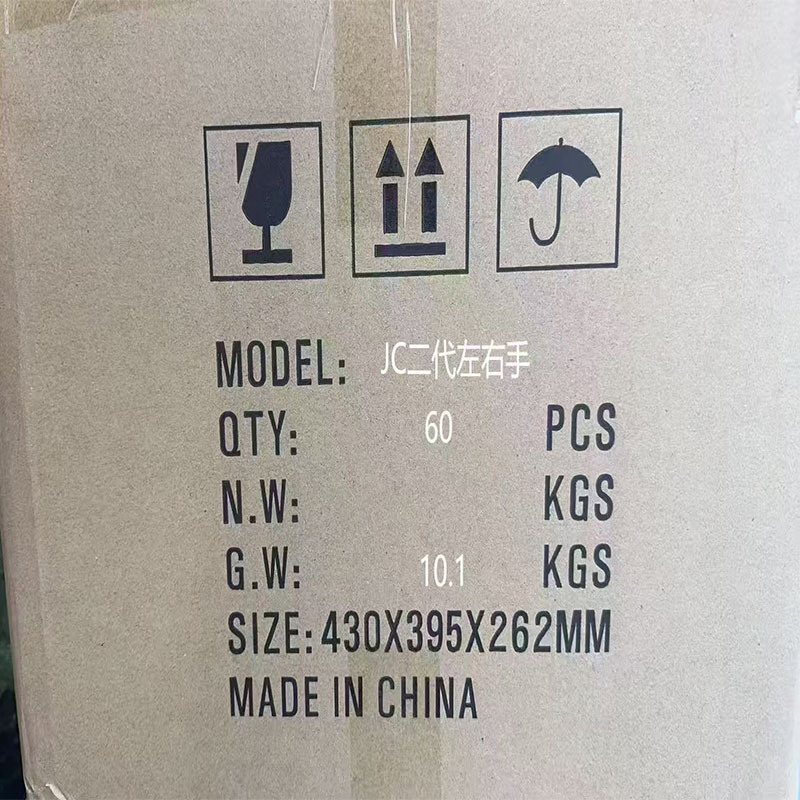 MODEL: JC二代左右手
QTY: 60 PCS
N.W: KGS
G.W: 10.1 KGS
SIZE:430X395X262MM
MADE IN CHINA